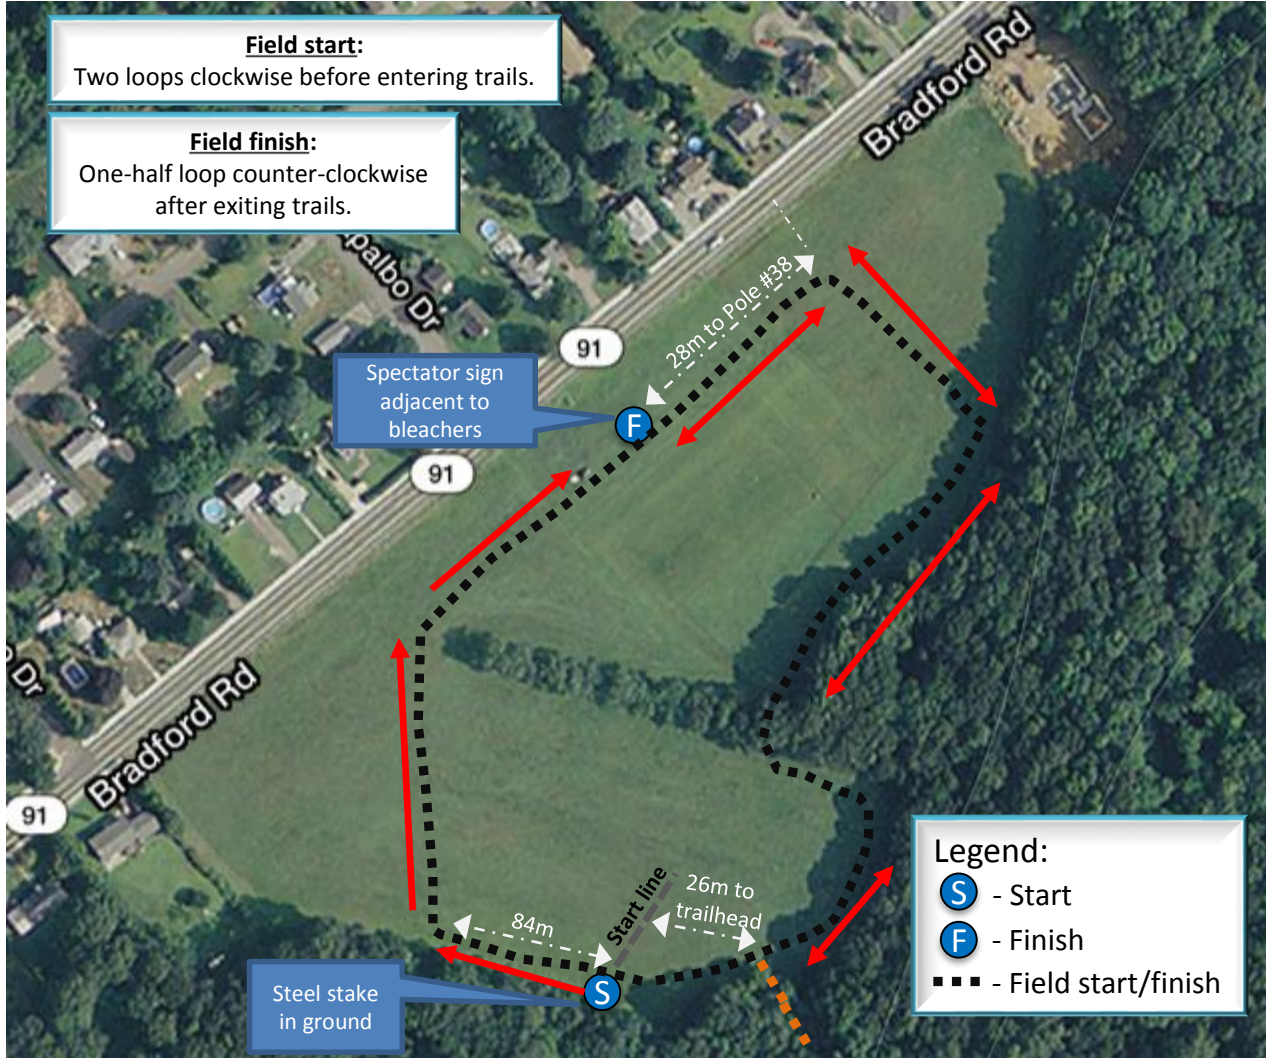 Field start:
Two loops clockwise before entering trails.
Field finish:
One-half loop counter-clockwise
after exiting trails.
Bradford Rd
palbo Dr
28m to Pole #38
91
Spectator sign
adjacent to
bleachers
F
91
Dr
Bradford Rd
91
84m
Start line
26m to
trailhead
Steel stake
in ground
S
Legend:
S - Start
F - Finish
- Field start/finish